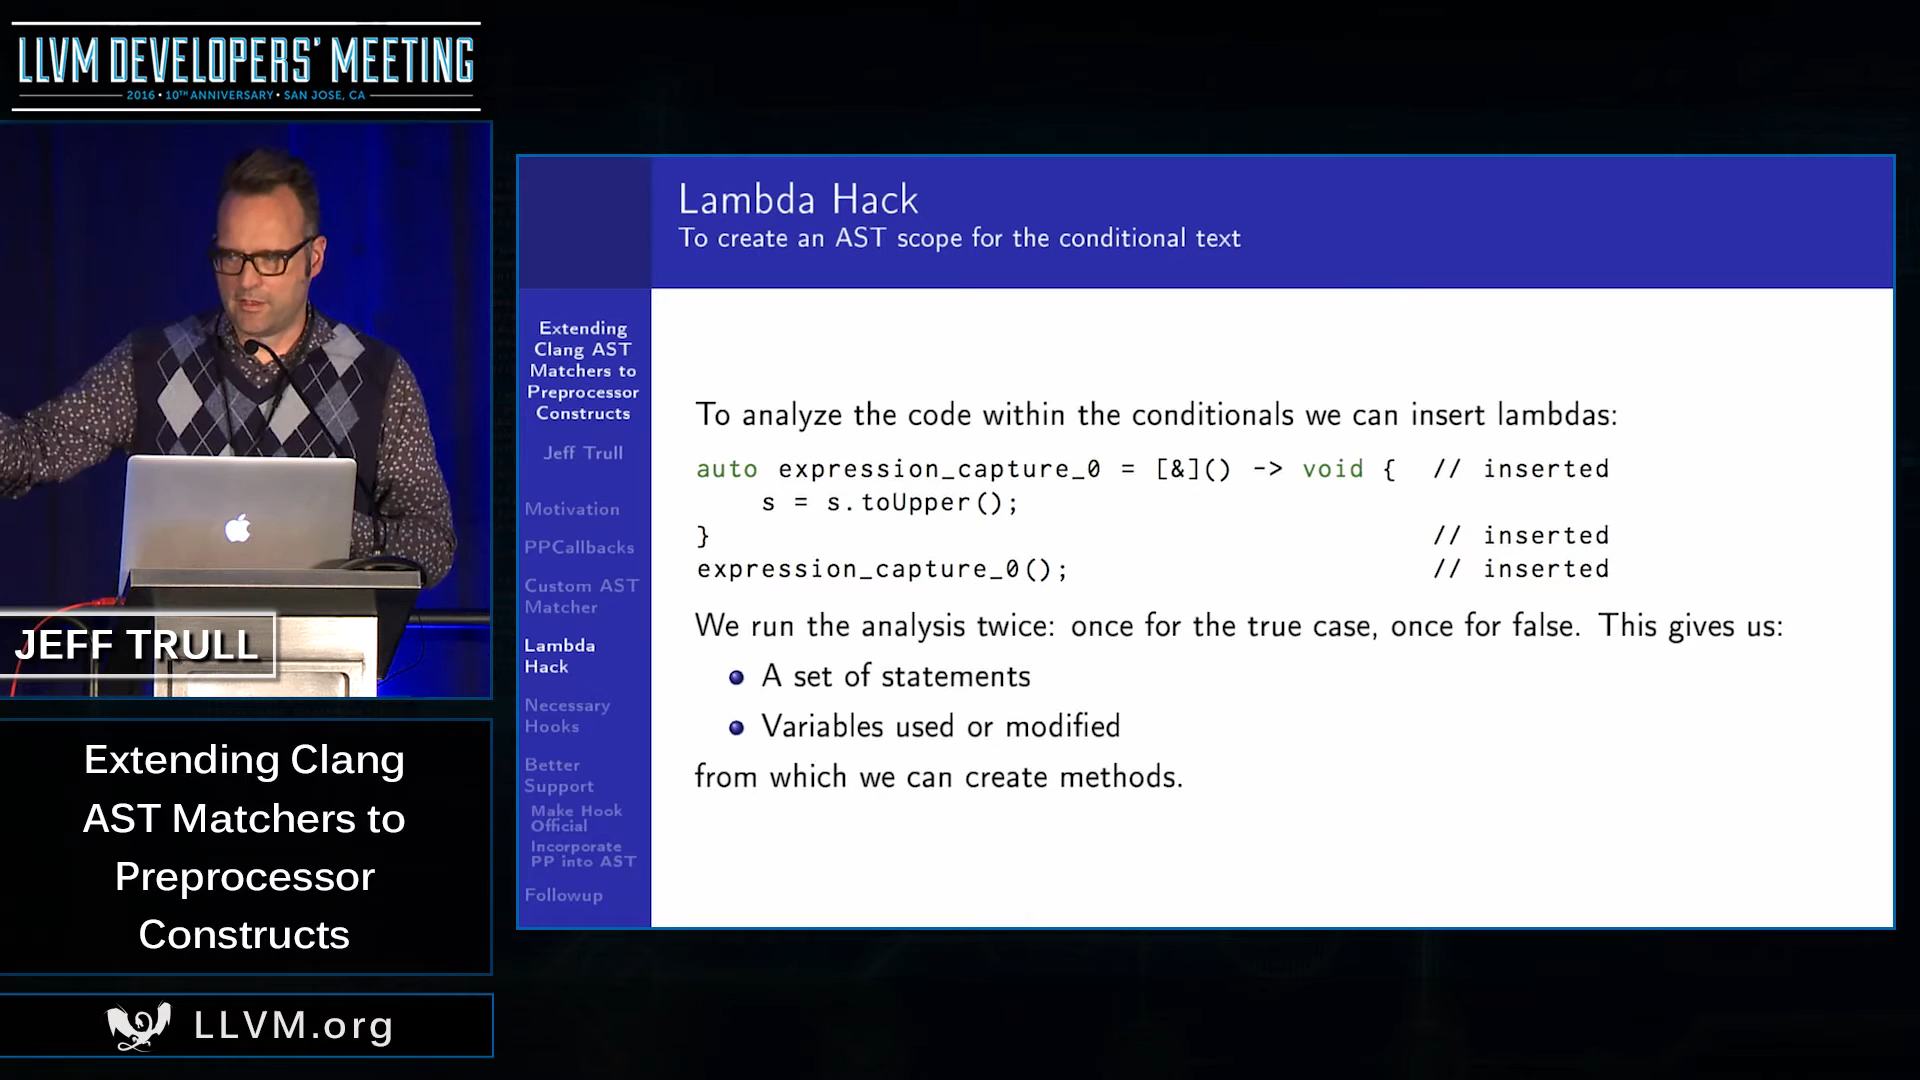 LLVM DEVELOPERS' MEETING
2016 • 10TH ANNIVERSARY • SAN JOSE, CA
JEFF TRULL
Extending Clang
AST Matchers to
Preprocessor
Constructs
LLVM.org
Lambda Hack
To create an AST scope for the conditional text
Extending
Clang AST
Matchers to
Preprocessor
Constructs
Jeff Trull
Motivation
PPCallbacks
Custom AST
Matcher
Lambda
Hack
Necessary
Hooks
Better
Support
Make Hook
Official
Incorporate
PP into AST
Followup
To analyze the code within the conditionals we can insert lambdas:
auto expression_capture_0 = [&]() -> void { // inserted
s = s.toUpper();
} // inserted
expression_capture_0(); // inserted
We run the analysis twice: once for the true case, once for false. This gives us:
• A set of statements
• Variables used or modified
from which we can create methods.